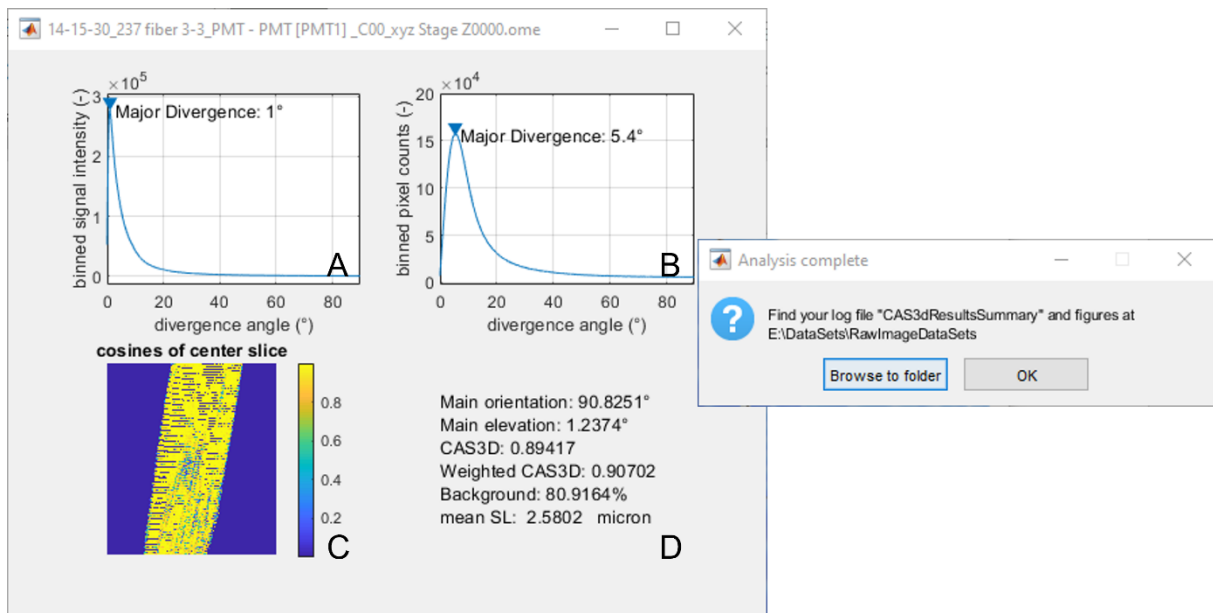 14-15-30_237 fiber 3-3_PMT - PMT [PMT1] _C00_xyz Stage Z0000.ome
×10⁵
3
2
1
0
binned signal intensity (-)
Major Divergence: 1°
A
0 20 40 60 80
divergence angle (°)
×10⁴
20
15
10
5
0
binned pixel counts (-)
Major Divergence: 5.4°
B
0 20 40 60 80
divergence angle (°)
cosines of center slice
0.8
0.6
0.4
0.2
C
Main orientation: 90.8251°
Main elevation: 1.2374°
CAS3D: 0.89417
Weighted CAS3D: 0.90702
Background: 80.9164%
mean SL: 2.5802 micron
D
Analysis complete
?
Find your log file "CAS3dResultsSummary" and figures at
E:\DataSets\RawImageDataSets
Browse to folder
OK